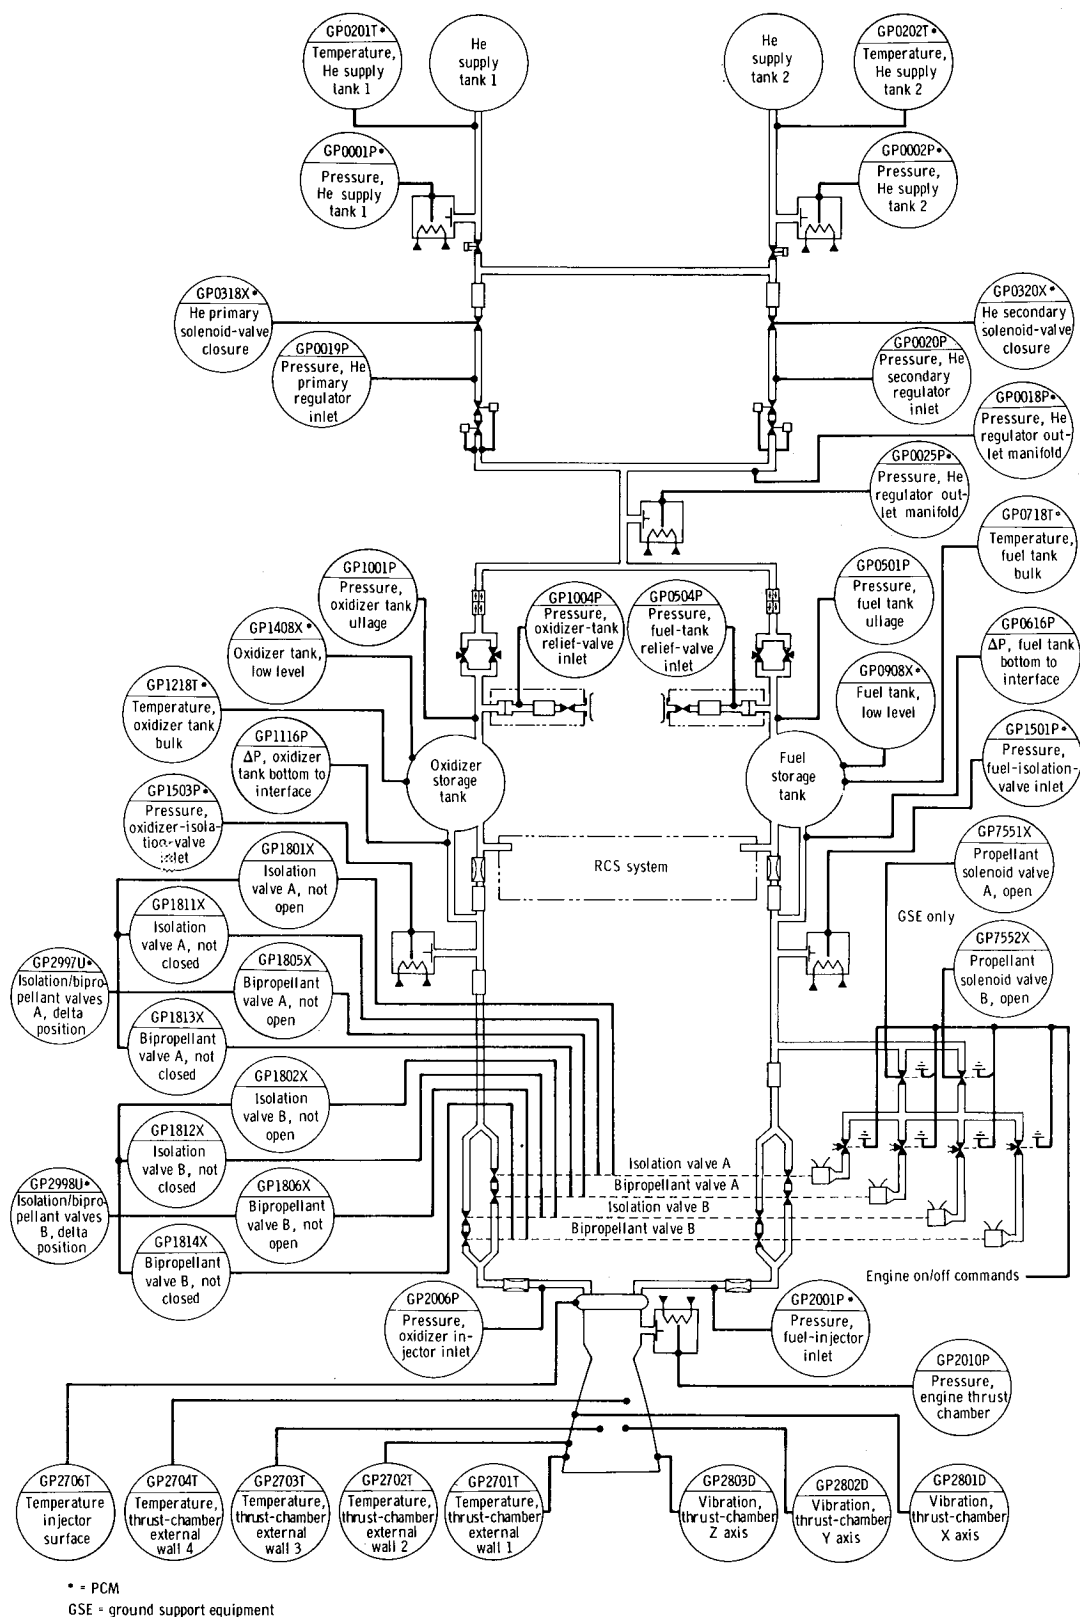 GP0201T*
Temperature,
He supply
tank 1
He
supply
tank 1
He
supply
tank 2
GP0202T*
Temperature,
He supply
tank 2
GP0001P*
Pressure,
He supply
tank 1
GP0002P*
Pressure,
He supply
tank 2
GP0318X*
He primary
solenoid-valve
closure
GP0320X*
He secondary
solenoid-valve
closure
GP0019P
Pressure, He
primary
regulator
inlet
GP0020P
Pressure, He
secondary
regulator
inlet
GP0018P*
Pressure, He
regulator out-
let manifold
GP0025P*
Pressure, He
regulator out-
let manifold
GP0718T*
Temperature,
fuel tank
bulk
GP1001P
Pressure,
oxidizer tank
ullage
GP1004P
Pressure,
oxidizer-tank
relief-valve
inlet
GP0504P
Pressure,
fuel-tank
relief-valve
inlet
GP0501P
Pressure,
fuel tank
ullage
GP0616P
ΔP, fuel tank
bottom to
interface
GP1408X*
Oxidizer tank,
low level
GP0908X*
Fuel tank,
low level
GP1218T*
Temperature,
oxidizer tank
bulk
GP1116P
ΔP, oxidizer
tank bottom to
interface
Oxidizer
storage
tank
Fuel
storage
tank
GP1501P*
Pressure,
fuel-isolation-
valve inlet
GP1503P*
Pressure,
oxidizer-isola-
tion-valve
inlet
GP1801X
Isolation
valve A, not
open
RCS system
GP7551X
Propellant
solenoid valve
A, open
GSE only
GP1811X
Isolation
valve A, not
closed
GP7552X
Propellant
solenoid valve
B, open
GP2997U*
Isolation/bipro-
pellant valves
A, delta
position
GP1805X
Bipropellant
valve A, not
open
GP1813X
Bipropellant
valve A, not
closed
GP1802X
Isolation
valve B, not
open
GP1812X
Isolation
valve B, not
closed
GP2998U*
Isolation/bipro-
pellant valves
B, delta
position
GP1806X
Bipropellant
valve B, not
open
GP1814X
Bipropellant
valve B, not
closed
Isolation valve A
Bipropellant valve A
Isolation valve B
Bipropellant valve B
Engine on/off commands
GP2006P
Pressure,
oxidizer in-
jector inlet
GP2001P*
Pressure,
fuel-injector
inlet
GP2010P
Pressure,
engine thrust
chamber
GP2706T
Temperature
injector
surface
GP2704T
Temperature,
thrust-chamber
external
wall 4
GP2703T
Temperature,
thrust-chamber
external
wall 3
GP2702T
Temperature,
thrust-chamber
external
wall 2
GP2701T
Temperature,
thrust-chamber
external
wall 1
GP2803D
Vibration,
thrust-chamber
Z axis
GP2802D
Vibration,
thrust-chamber
Y axis
GP2801D
Vibration,
thrust-chamber
X axis
* = PCM
GSE = ground support equipment